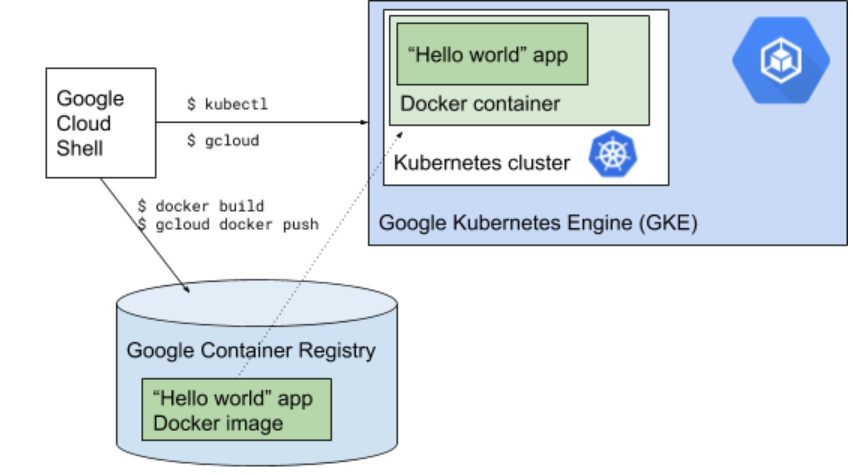 “Hello world” app
Docker container
Kubernetes cluster
Google Kubernetes Engine (GKE)
Google
Cloud
Shell
$ kubectl
$ gcloud
$ docker build
$ gcloud docker push
Google Container Registry
“Hello world” app
Docker image